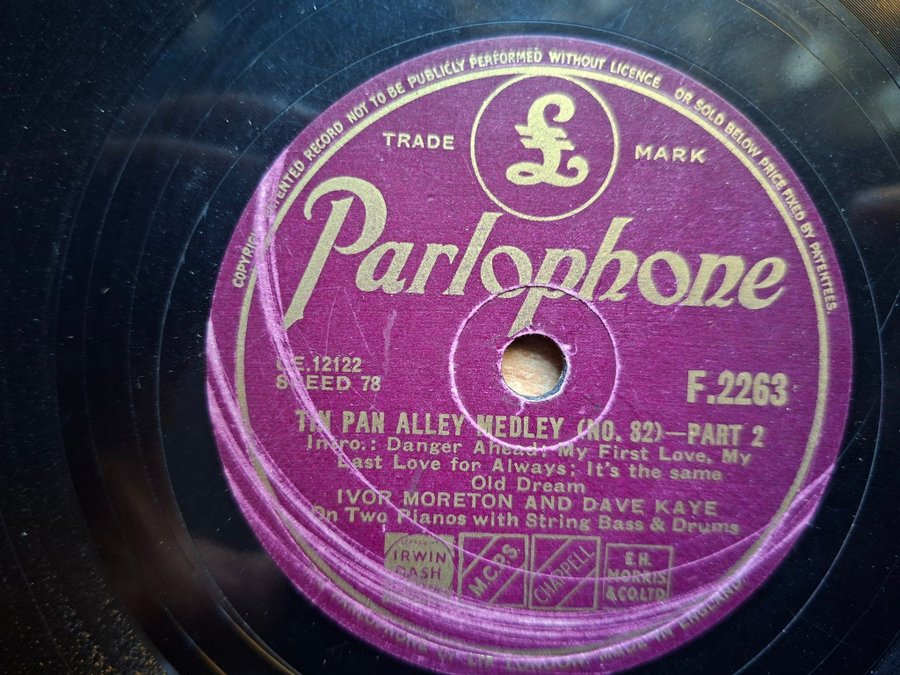 NOT TO BE PUBLICLY PERFORMED WITHOUT LICENCE OR SOLD BELOW PRICE FIXED BY PATENTEES.
RECORD
£
TRADE MARK
Parlophone
CE.12122
SPEED 78
F.2263
TIN PAN ALLEY MEDLEY (NO. 82)—PART 2
Intro.: Danger Ahead! My First Love, My
Last Love for Always; It's the same
Old Dream
IVOR MORETON AND DAVE KAYE
On Two Pianos with String Bass & Drums
IRWIN
DASH
M.C.P.S
CHAPPELL
E.H.
MORRIS
& CO. LTD
MADE IN ENGLAND